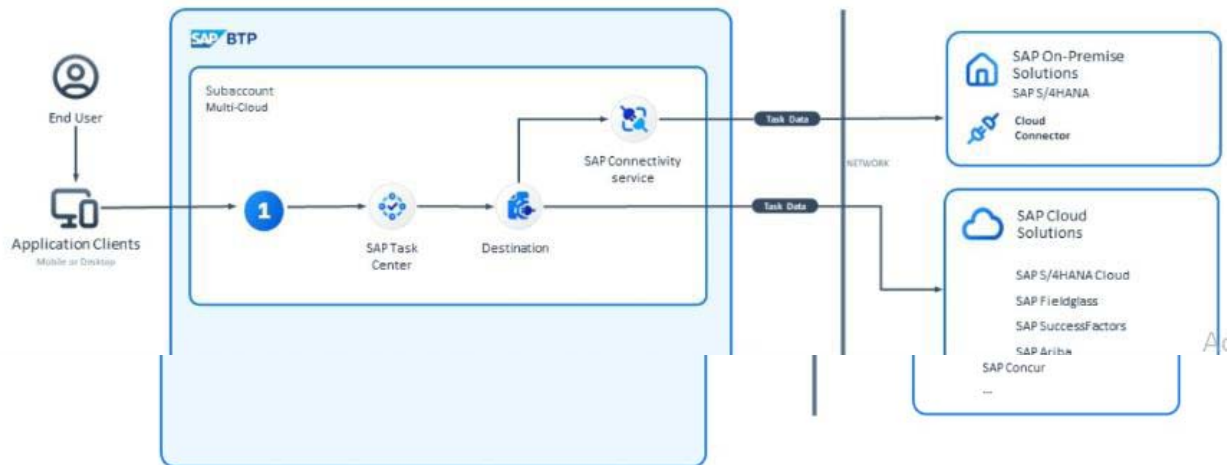 SAP BTP
Subaccount
Multi-Cloud
End User
Application Clients
Mobile or Desktop
1
SAP Task
Center
Destination
SAP Connectivity
service
Task Data
Task Data
NETWORK
SAP On-Premise
Solutions
SAP S/4HANA
Cloud
Connector
SAP Cloud
Solutions
SAP S/4HANA Cloud
SAP Fieldglass
SAP SuccessFactors
SAP Ariba
SAP Concur
...
Ac